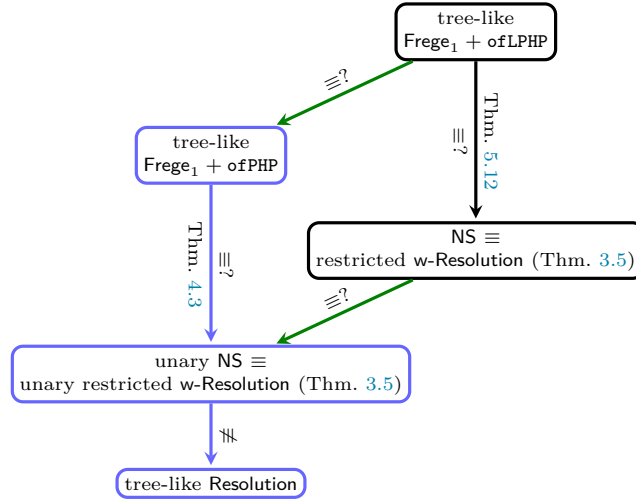 tree-like
Frege₁ + ofLPHP
≡?
tree-like
Frege₁ + ofPHP
Thm. 5.12
≡?
Thm. 4.3
≡?
NS ≡
restricted w-Resolution (Thm. 3.5)
≡?
unary NS ≡
unary restricted w-Resolution (Thm. 3.5)
≢
tree-like Resolution